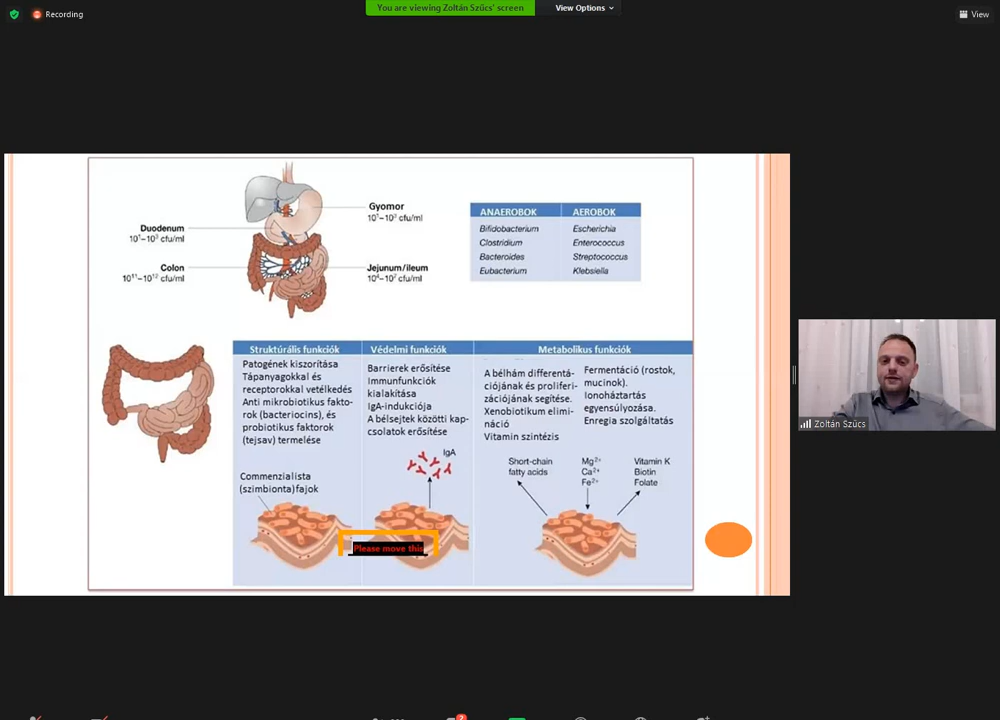 Recording
You are viewing Zoltán Szűcs' screen
View Options
View
Gyomor
10¹–10³ cfu/ml
Duodenum
10¹–10³ cfu/ml
Colon
10¹¹–10¹² cfu/ml
Jejunum/ileum
10⁴–10⁷ cfu/ml
ANAEROBOK AEROBOK
Bifidobacterium Escherichia
Clostridium Enterococcus
Bacteroides Streptococcus
Eubacterium Klebsiella
Struktúrális funkciók
Patogének kiszorítása
Tápanyagokkal és
receptorokkal vetélkedés
Anti mikrobiotikus fakto-
rok (bacteriocins), és
probiotikus faktorok
(tejsav) termelése
Commenzialista
(szimbionta)fajok
Védelmi funkciók
Barrierek erősítése
Immunfunkciók
kialakítása
IgA-indukciója
A bélsejtek közötti kap-
csolatok erősítése
IgA
Metabolikus funkciók
A bélhám differentá-
ciójának és proliferi-
zációjának segítése.
Xenobiotikum elimi-
náció
Vitamin szintézis
Fermentáció (rostok,
mucinok).
Ionoháztartás
egyensúlyozása.
Enregia szolgáltatás
Short-chain
fatty acids
Mg²⁺
Ca²⁺
Fe²⁺
Vitamin K
Biotin
Folate
Please move this
Zoltán Szűcs
2